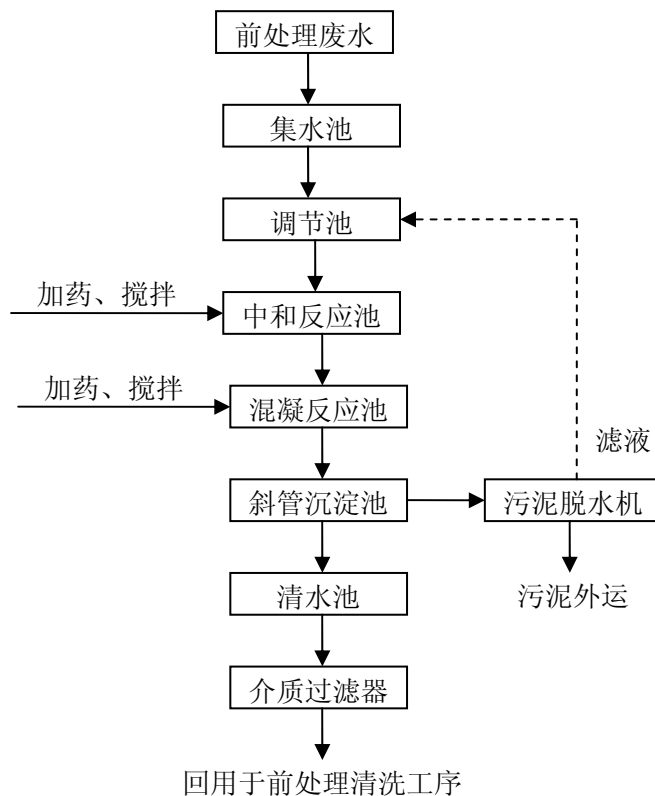 前处理废水
集水池
调节池
加药、搅拌
中和反应池
加药、搅拌
混凝反应池
滤液
斜管沉淀池
污泥脱水机
清水池
污泥外运
介质过滤器
回用于前处理清洗工序